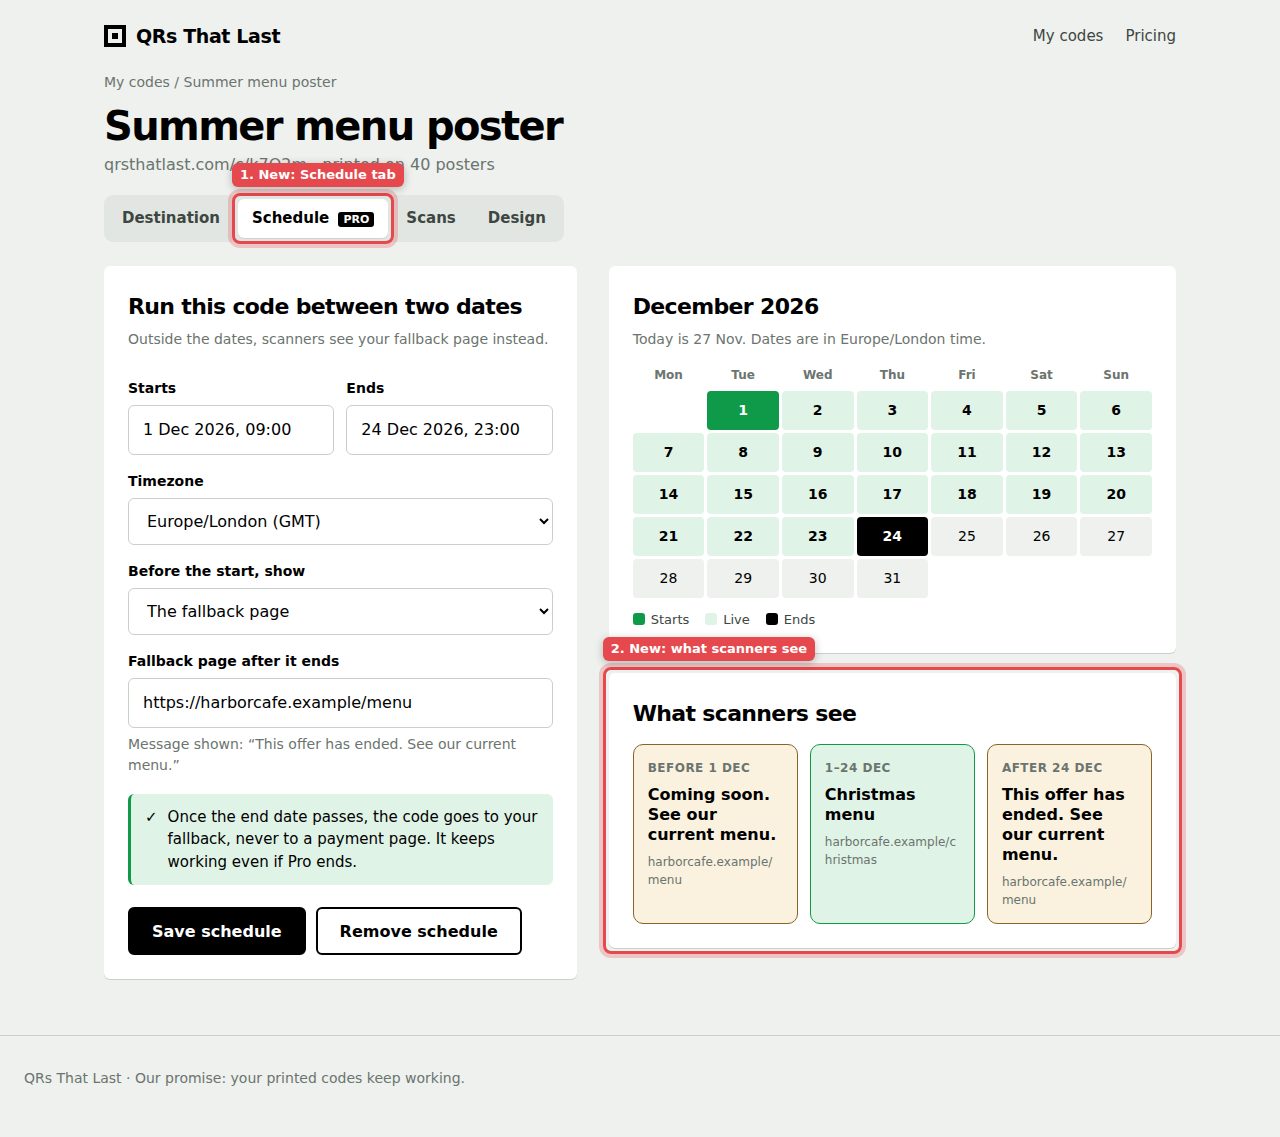 QRs That Last
My codes
Pricing
My codes / Summer menu poster
Summer menu poster
qrsthatlast.com/ 40 posters
1. New: Schedule tab
Destination
Schedule PRO
Scans
Design
Run this code between two dates
Outside the dates, scanners see your fallback page instead.
Starts
Ends
1 Dec 2026, 09:00
24 Dec 2026, 23:00
Timezone
Europe/London (GMT)
Before the start, show
The fallback page
Fallback page after it ends
https://harborcafe.example/menu
Message shown: “This offer has ended. See our current
menu.”
✓ Once the end date passes, the code goes to your
fallback, never to a payment page. It keeps
working even if Pro ends.
Save schedule
Remove schedule
December 2026
Today is 27 Nov. Dates are in Europe/London time.
Mon Tue Wed Thu Fri Sat Sun
1 2 3 4 5 6
7 8 9 10 11 12 13
14 15 16 17 18 19 20
21 22 23 24 25 26 27
28 29 30 31
Starts Live Ends
2. New: what scanners see
What scanners see
BEFORE 1 DEC
Coming soon.
See our
current menu.
harborcafe.example/
menu
1–24 DEC
Christmas
menu
harborcafe.example/c
hristmas
AFTER 24 DEC
This offer has
ended. See
our current
menu.
harborcafe.example/
menu
QRs That Last · Our promise: your printed codes keep working.